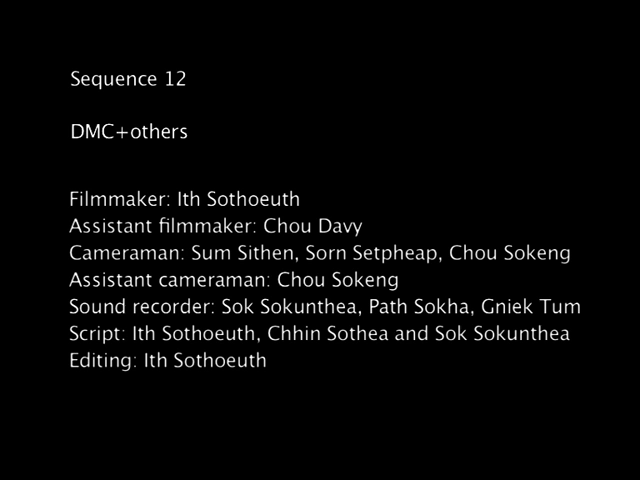 Sequence 12
DMC+others
Filmmaker: Ith Sothoeuth
Assistant filmmaker: Chou Davy
Cameraman: Sum Sithen, Sorn Setpheap, Chou Sokeng
Assistant cameraman: Chou Sokeng
Sound recorder: Sok Sokunthea, Path Sokha, Gniek Tum
Script: Ith Sothoeuth, Chhin Sothea and Sok Sokunthea
Editing: Ith Sothoeuth